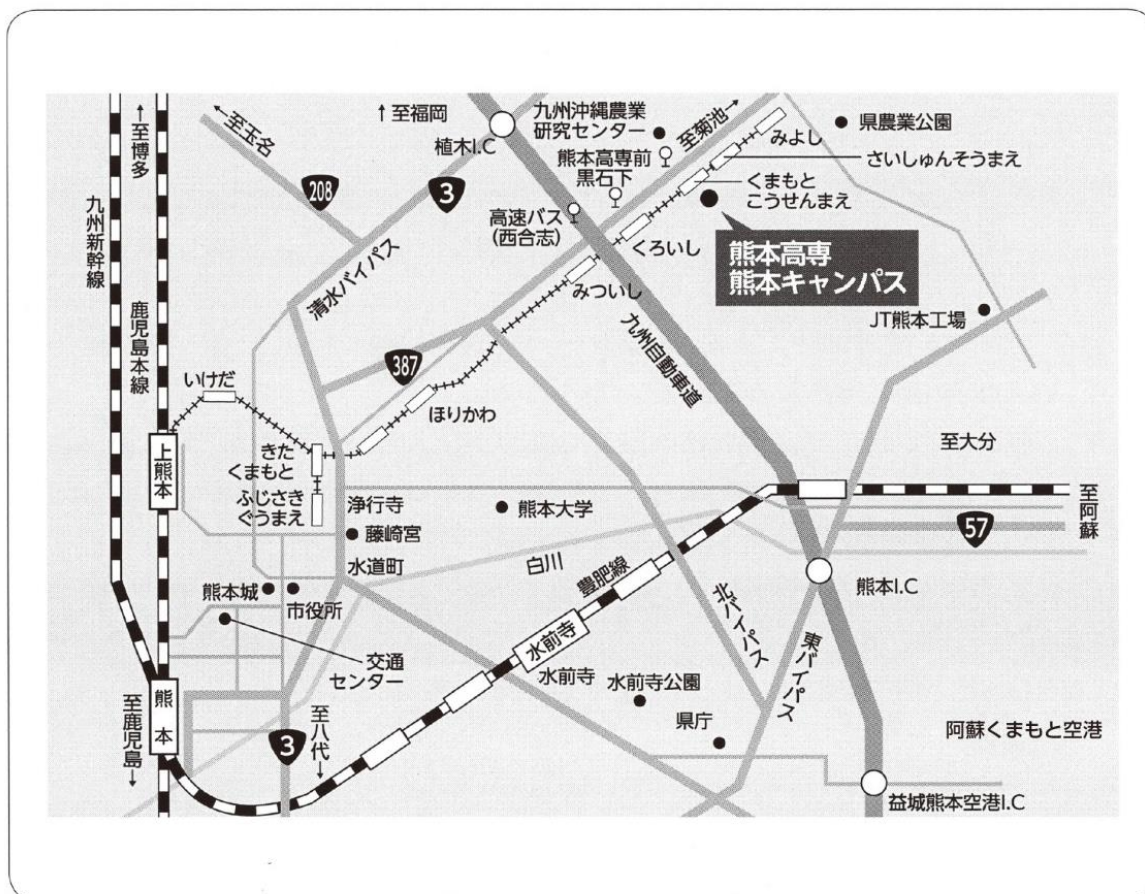 ↑至博多
至玉名
↑至福岡
植木I.C
九州沖縄農業
研究センター
至菊池
みよし
県農業公園
熊本高専前
黒石下
さいしゅんそうまえ
くまもと
こうせんまえ
208
3
高速バス
(西合志)
くろいし
熊本高専
熊本キャンパス
九州新幹線
鹿児島本線
清水バイパス
みついし
九州自動車道
JT熊本工場
387
いけだ
ほりかわ
上熊本
きた
くまもと
ふじさき
ぐうまえ
浄行寺
藤崎宮
水道町
熊本大学
至大分
至阿蘇
57
白川
豊肥線
熊本城
市役所
熊本I.C
北バイパス
東バイパス
交通
センター
水前寺
水前寺
水前寺公園
県庁
熊本
至鹿児島
3
至八代
阿蘇くまもと空港
益城熊本空港I.C